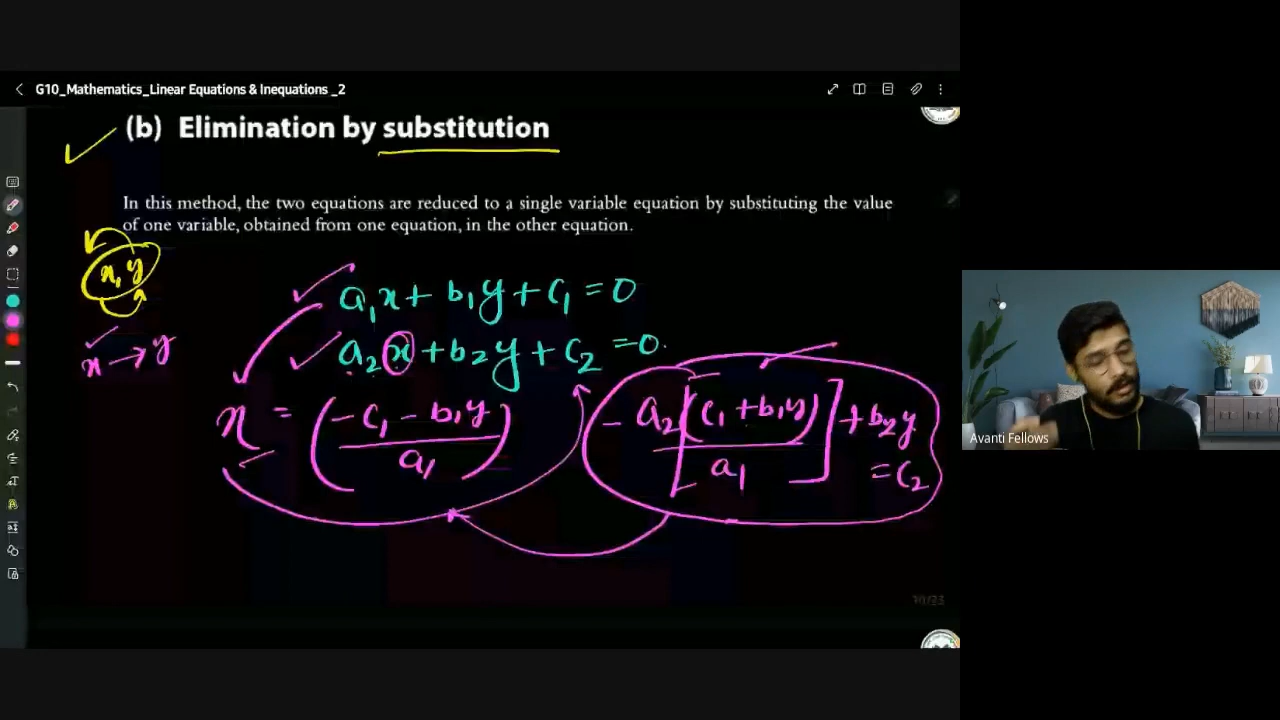 G10_Mathematics_Linear Equations & Inequations _2
(b) Elimination by substitution
In this method, the two equations are reduced to a single variable equation by substituting the value
of one variable, obtained from one equation, in the other equation.
x, y
a₁x + b₁y + c₁ = 0
x → y
a₂x + b₂y + c₂ = 0.
x = (-c₁ - b₁y / a₁)
- a₂[(c₁ + b₁y) / a₁] + b₂y
= c₂
Avanti Fellows